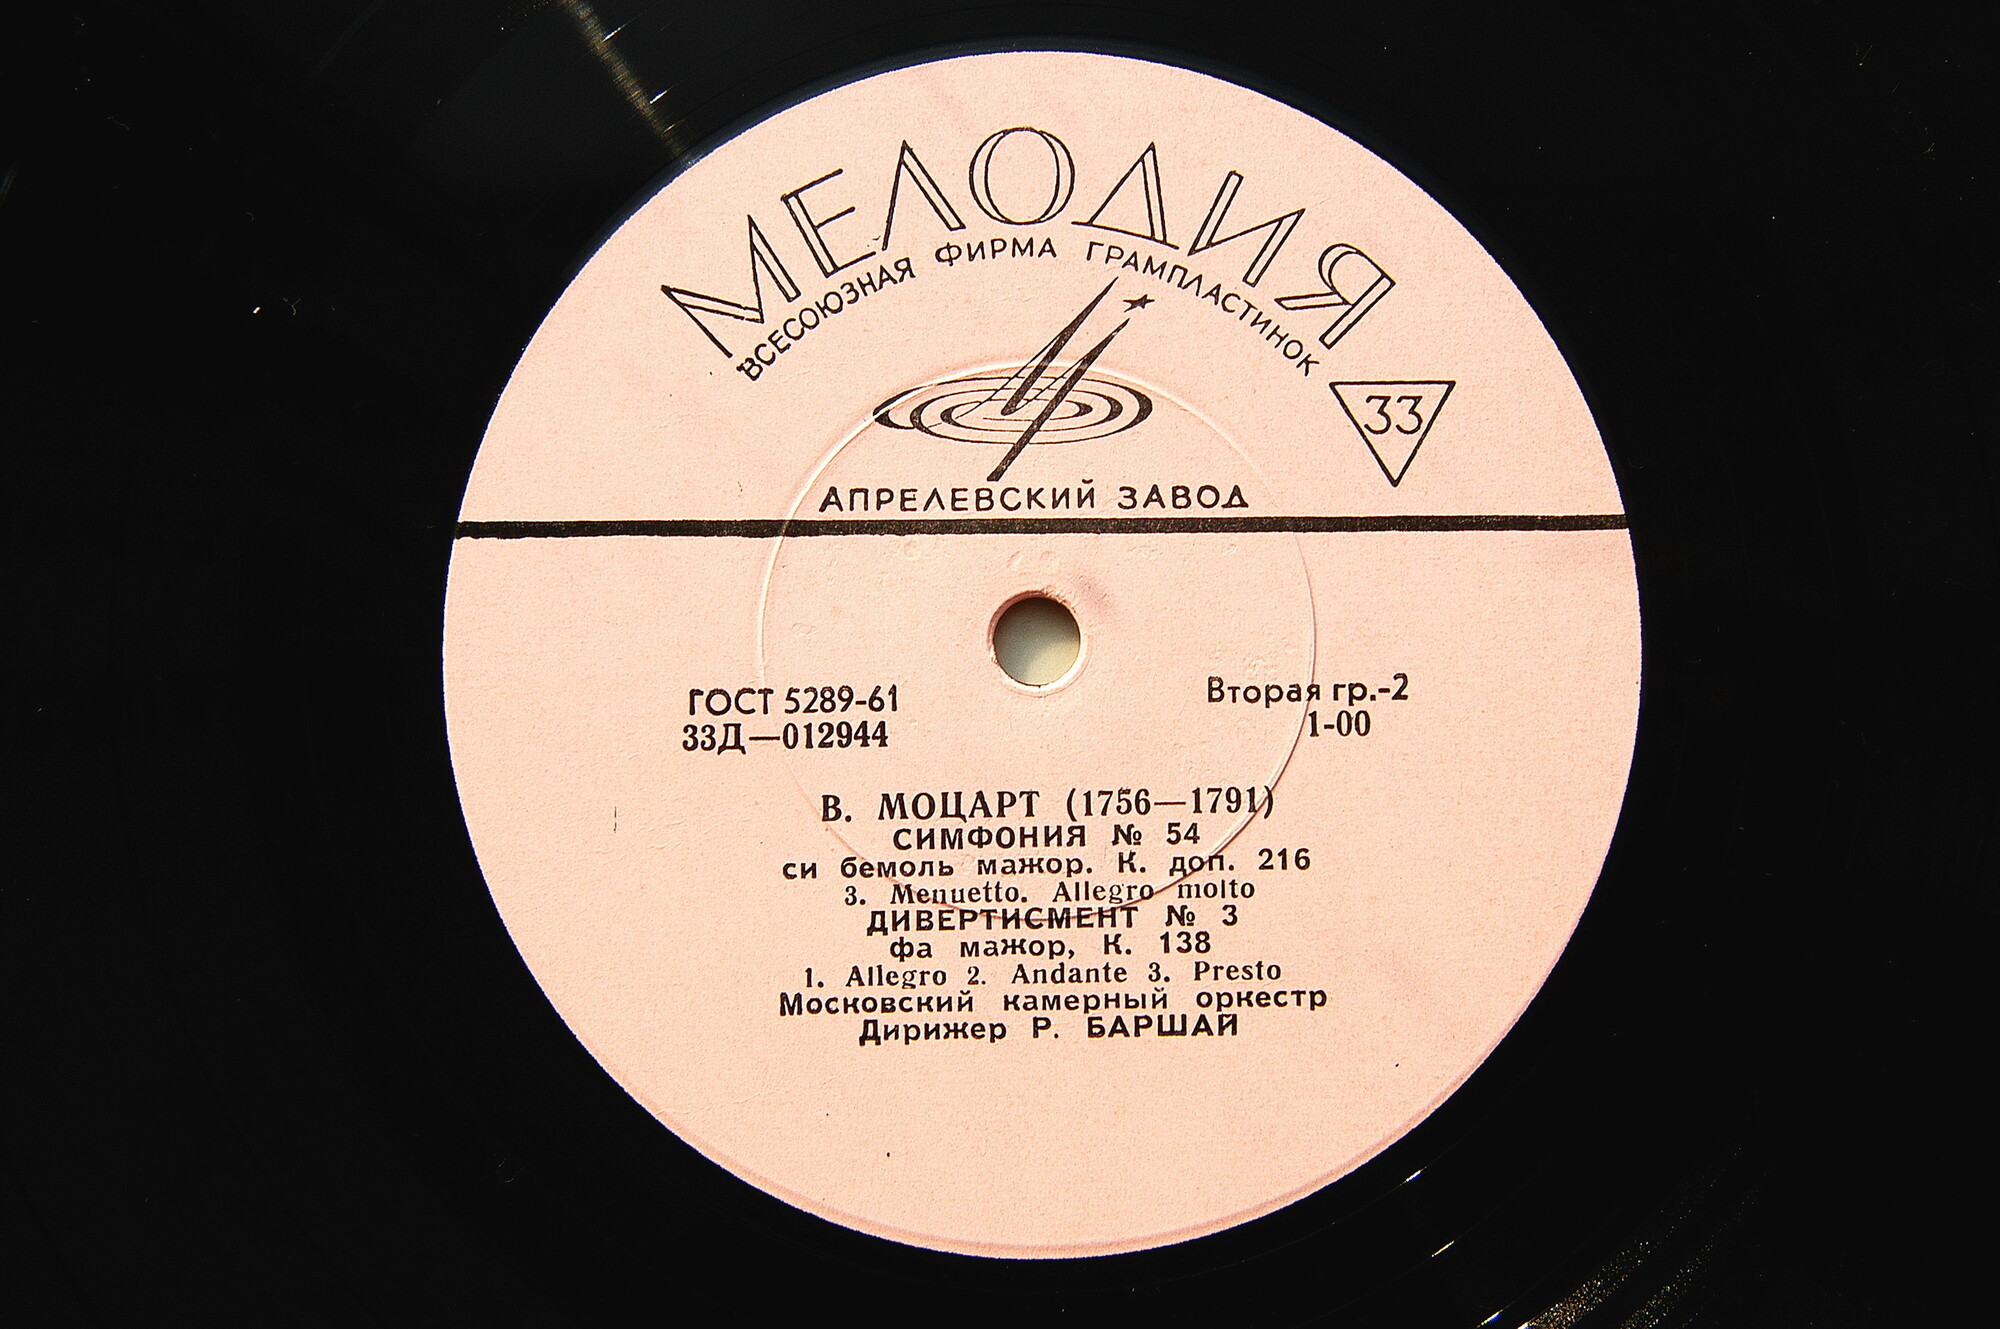 МЕЛОДИЯ
ВСЕСОЮЗНАЯ ФИРМА ГРАМПЛАСТИНОК
33
АПРЕЛЕВСКИЙ ЗАВОД
ГОСТ 5289-61
33Д—012944
Вторая гр.-2
1-00
В. МОЦАРТ (1756—1791)
СИМФОНИЯ № 54
си бемоль мажор. К. доп. 216
3. Menuetto. Allegro molto
ДИВЕРТИСМЕНТ № 3
фа мажор, К. 138
1. Allegro 2. Andante 3. Presto
Московский камерный оркестр
Дирижер Р. БАРШАЙ